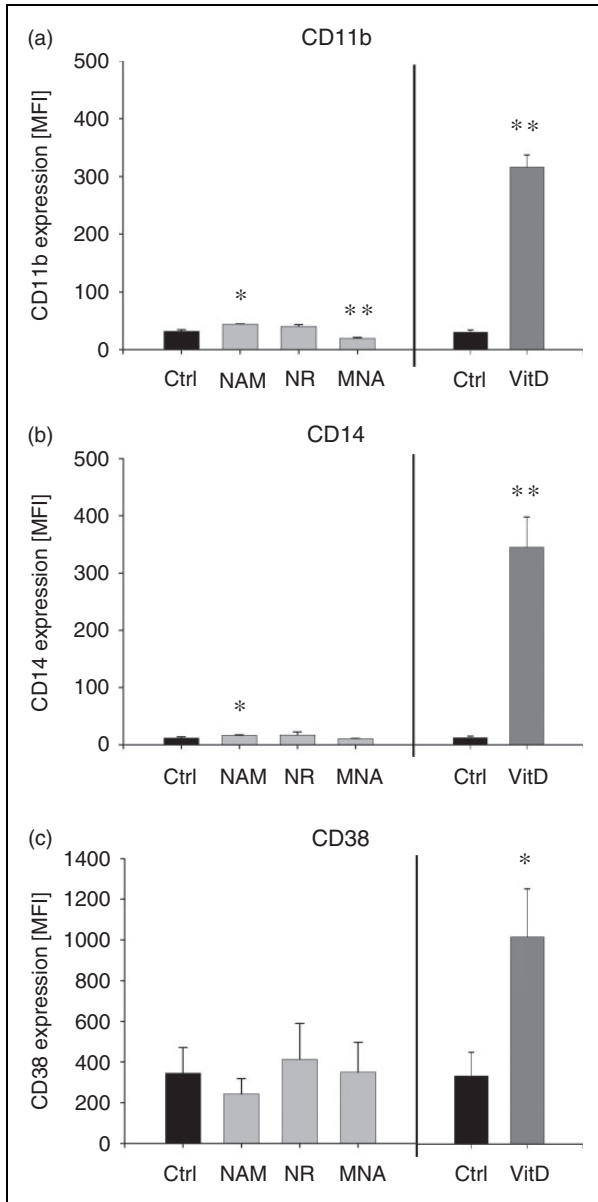 (a)
CD11b
CD11b expression [MFI]
500
400
300
200
100
0
*
**
**
Ctrl NAM NR MNA Ctrl VitD
(b)
CD14
CD14 expression [MFI]
500
400
300
200
100
0
*
**
Ctrl NAM NR MNA Ctrl VitD
(c)
CD38
CD38 expression [MFI]
1400
1200
1000
800
600
400
200
0
*
Ctrl NAM NR MNA Ctrl VitD